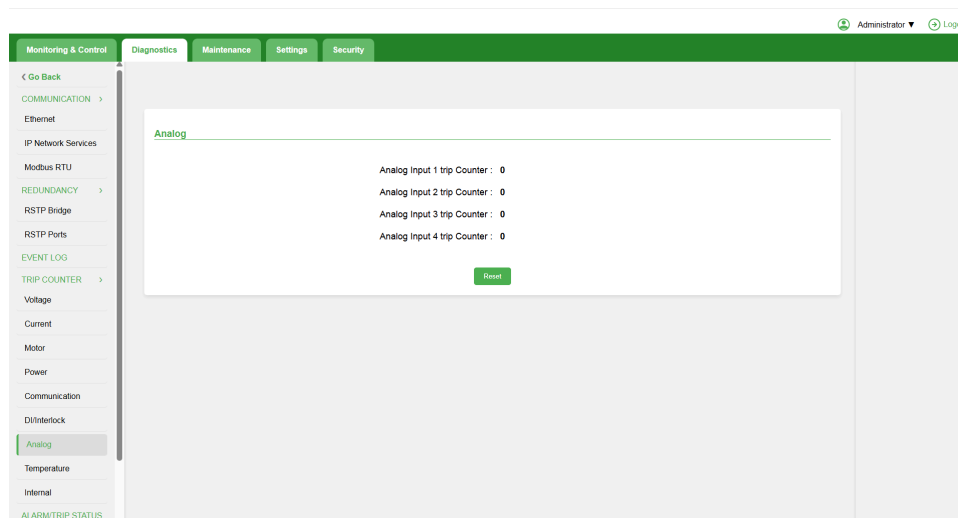 Administrator ▼
Monitoring & Control
Diagnostics
Maintenance
Settings
Security
Go Back
COMMUNICATION
Ethernet
IP Network Services
Modbus RTU
REDUNDANCY
RSTP Bridge
RSTP Ports
EVENT LOG
TRIP COUNTER
Voltage
Current
Motor
Power
Communication
DI/Interlock
Analog
Temperature
Internal
ALARM/TRIP STATUS
Analog
Analog Input 1 trip Counter : 0
Analog Input 2 trip Counter : 0
Analog Input 3 trip Counter : 0
Analog Input 4 trip Counter : 0
Reset